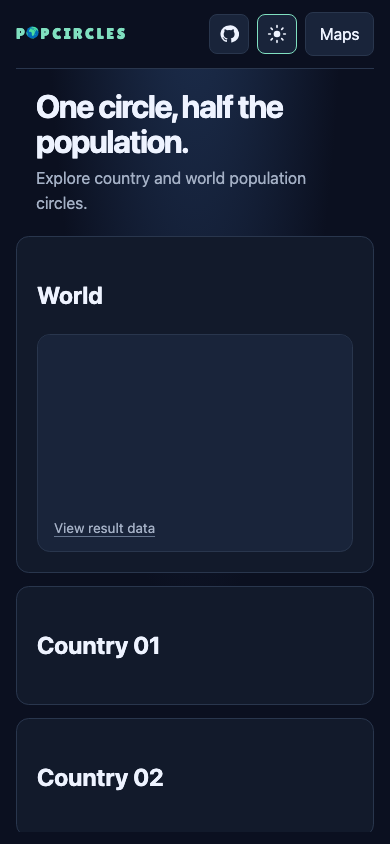 POPCIRCLES
Maps
One circle, half the
population.
Explore country and world population
circles.
World
View result data
Country 01
Country 02